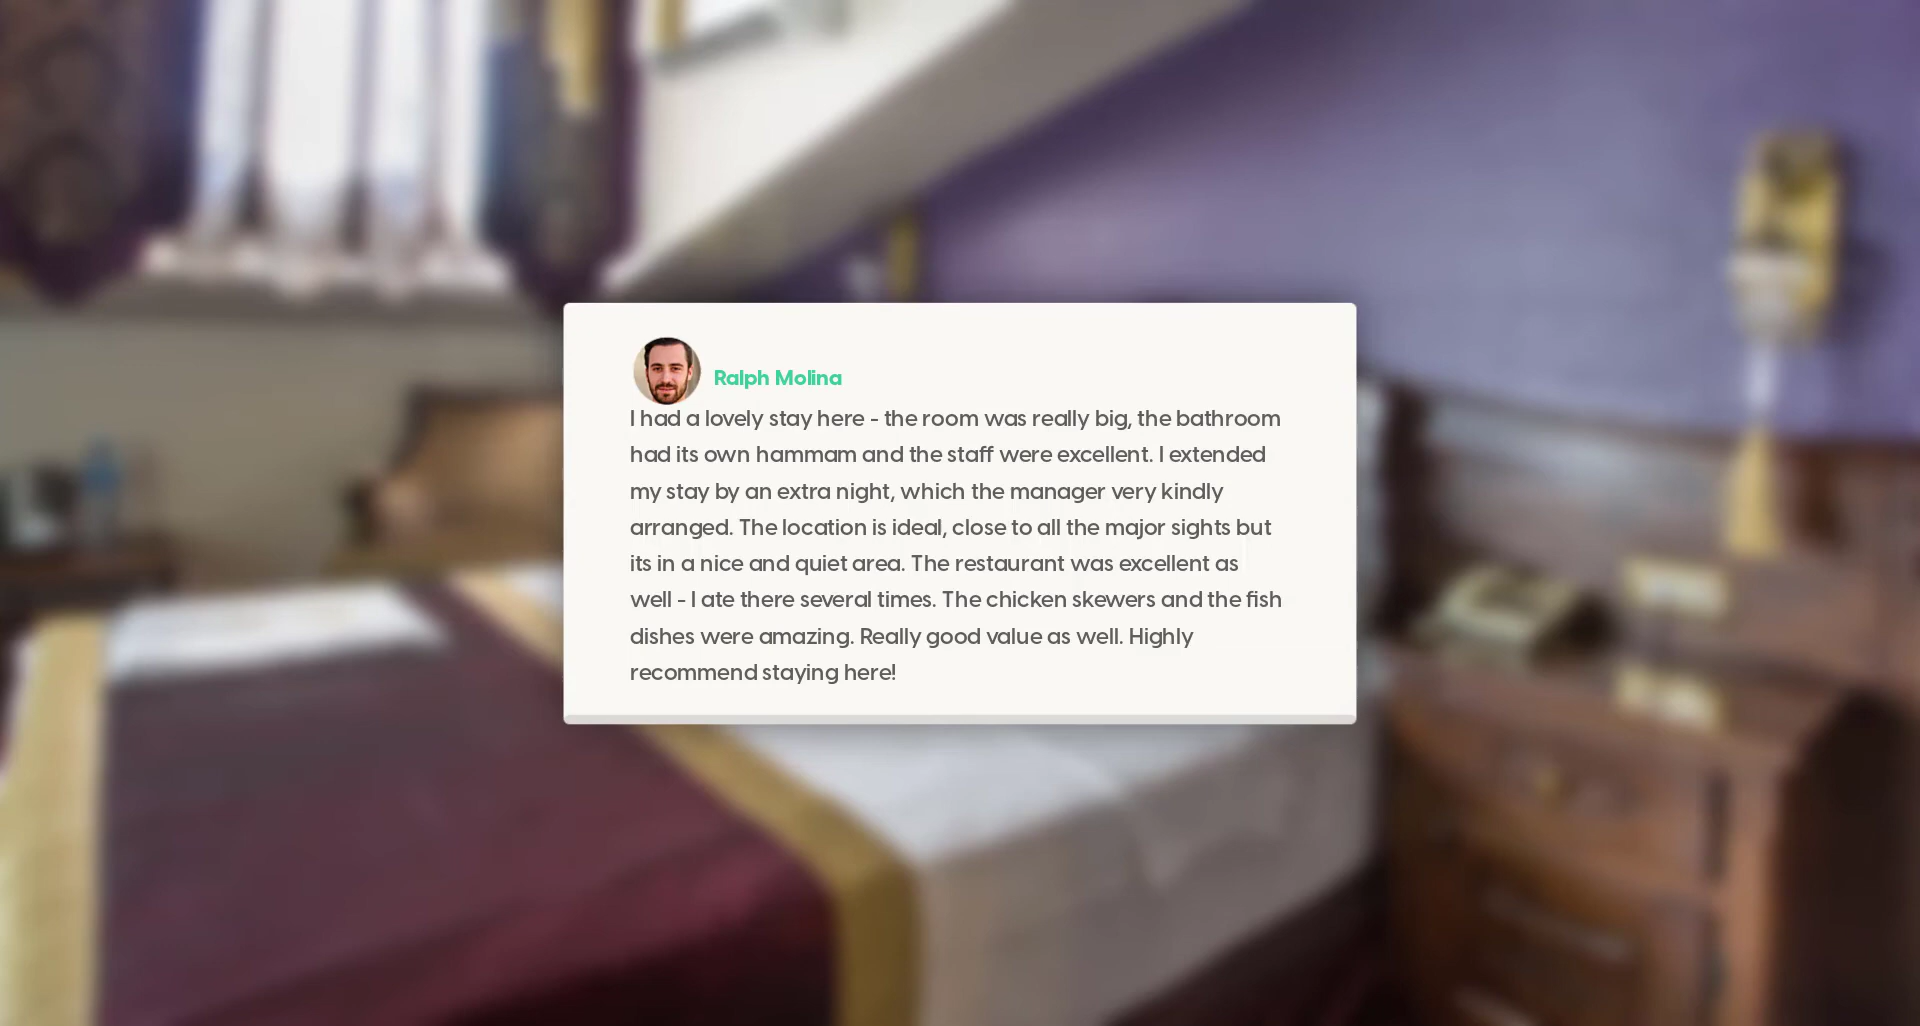 Ralph Molina
I had a lovely stay here - the room was really big, the bathroom
had its own hammam and the staff were excellent. I extended
my stay by an extra night, which the manager very kindly
arranged. The location is ideal, close to all the major sights but
its in a nice and quiet area. The restaurant was excellent as
well - I ate there several times. The chicken skewers and the fish
dishes were amazing. Really good value as well. Highly
recommend staying here!